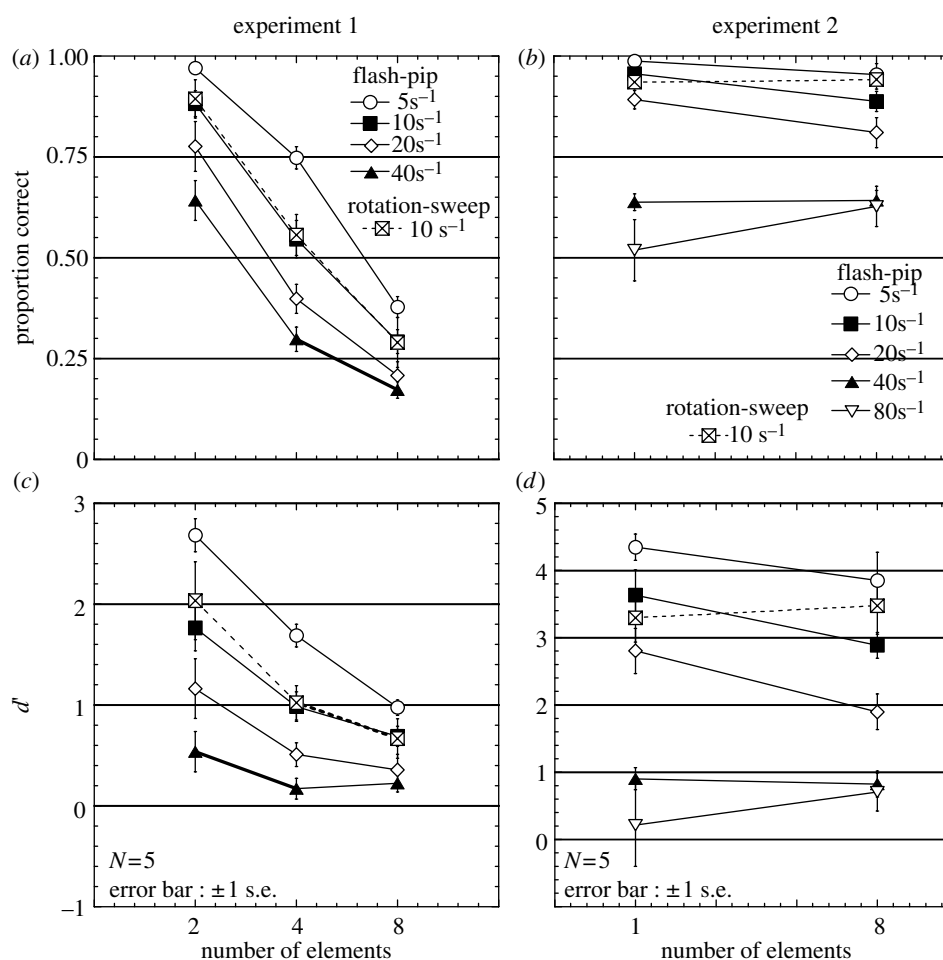 experiment 1
experiment 2
(a)
(b)
1.00
0.75
0.50
0.25
0
proportion correct
flash-pip
5s⁻¹
10s⁻¹
20s⁻¹
40s⁻¹
rotation-sweep
10 s⁻¹
flash-pip
5s⁻¹
10s⁻¹
20s⁻¹
40s⁻¹
80s⁻¹
rotation-sweep
10 s⁻¹
(c)
(d)
3
2
1
0
−1
d'
N=5
error bar : ±1 s.e.
2
4
8
number of elements
5
4
3
2
1
0
N=5
error bar : ±1 s.e.
1
8
number of elements